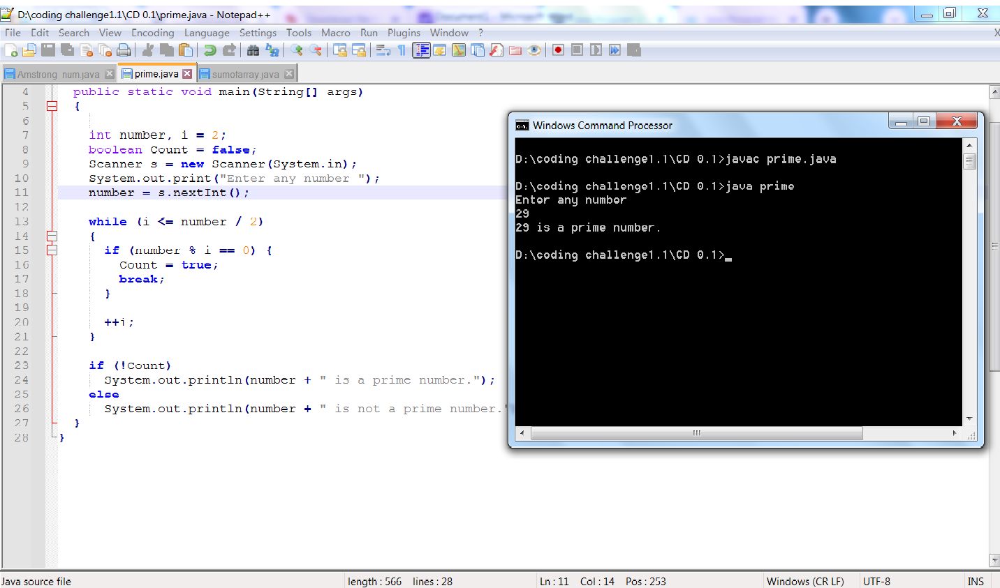 D:\coding challenge1.1\CD 0.1\prime.java - Notepad++
File Edit Search View Encoding Language Settings Tools Macro Run Plugins Window ? X
Amstrong num.java prime.java sumofarray.java
4 public static void main(String[] args)
5 {
6
7 int number, i = 2;
8 boolean Count = false;
9 Scanner s = new Scanner(System.in);
10 System.out.print("Enter any number ");
11 number = s.nextInt();
12
13 while (i <= number / 2)
14 {
15 if (number % i == 0) {
16 Count = true;
17 break;
18 }
19
20 ++i;
21 }
22
23 if (!Count)
24 System.out.println(number + " is a prime number.");
25 else
26 System.out.println(number + " is not a prime number."
27 }
28 }
Windows Command Processor
D:\coding challenge1.1\CD 0.1>javac prime.java
D:\coding challenge1.1\CD 0.1>java prime
Enter any number
29
29 is a prime number.
D:\coding challenge1.1\CD 0.1>
Java source file length : 566 lines : 28 Ln : 11 Col : 14 Pos : 253 Windows (CR LF) UTF-8 INS